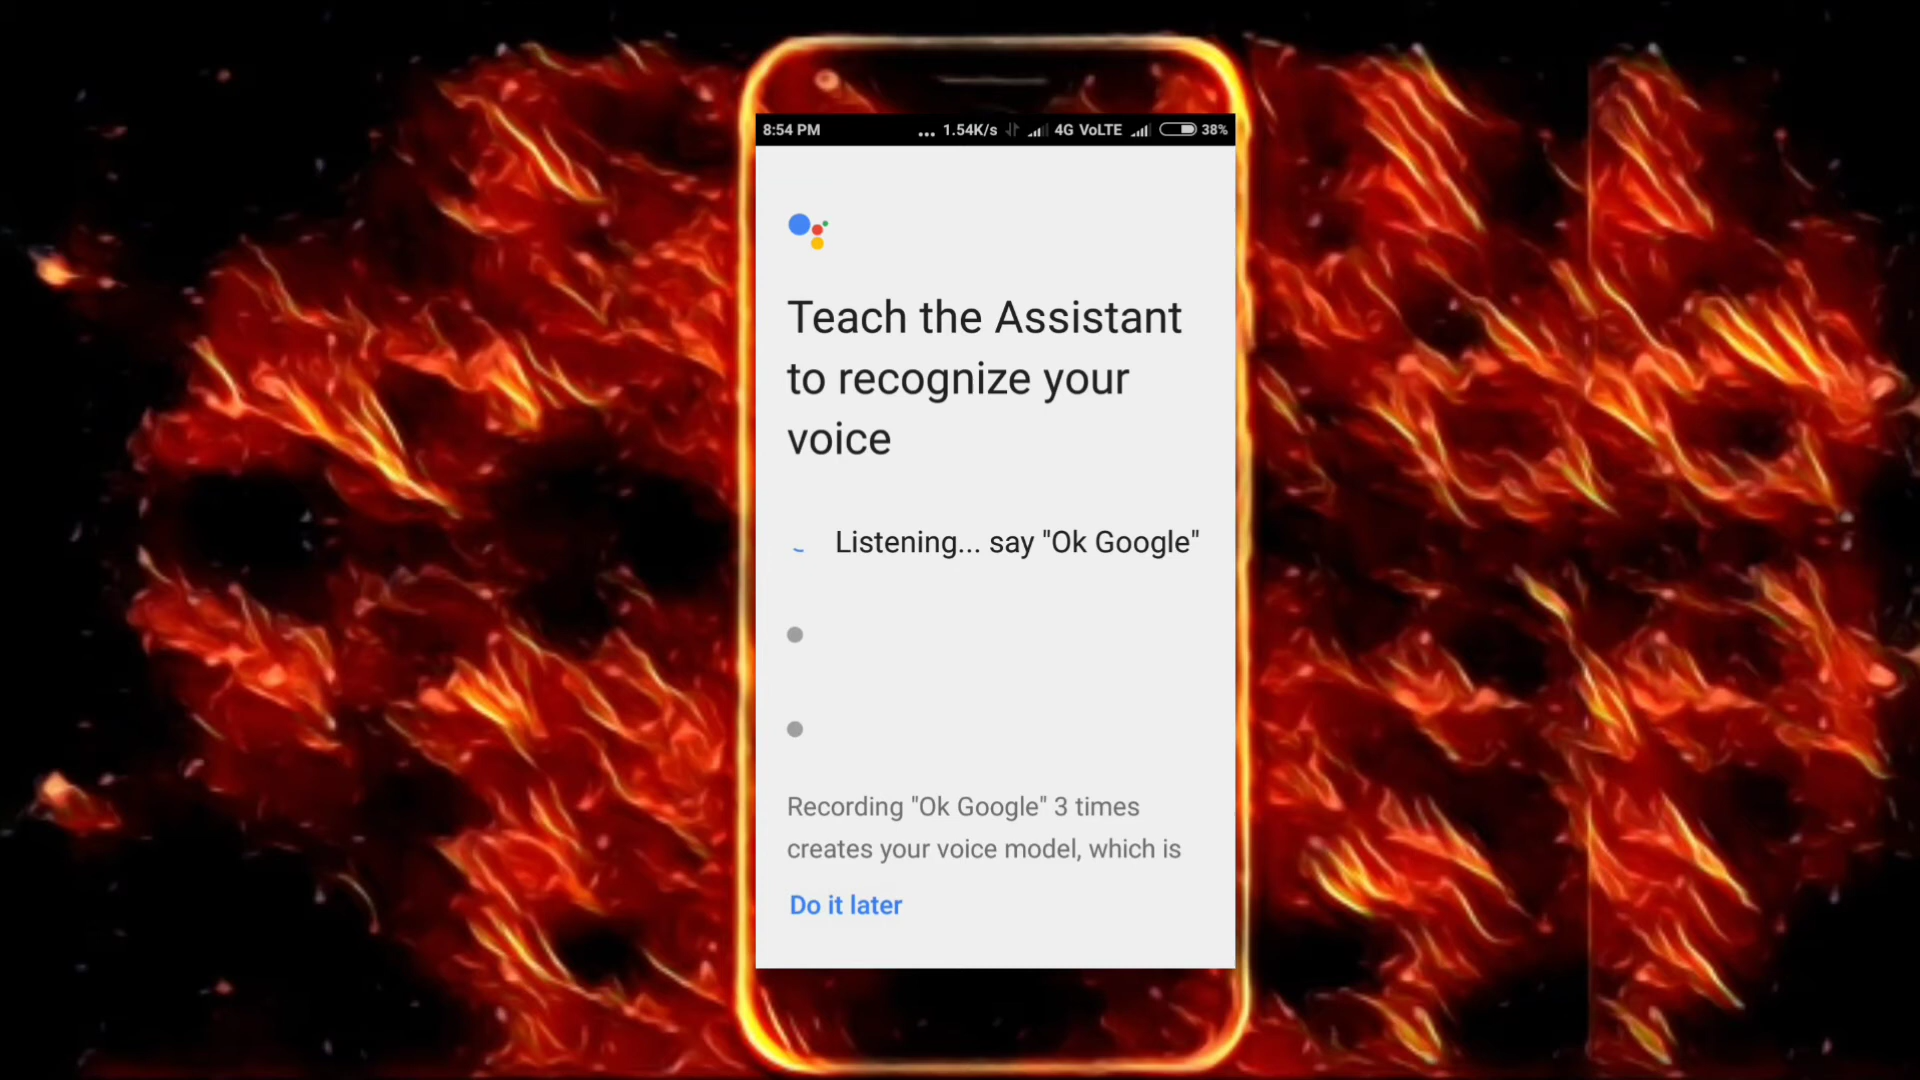 8:54 PM ... 1.54K/s 4G VoLTE 38%
Teach the Assistant
to recognize your
voice
Listening... say "Ok Google"
Recording "Ok Google" 3 times
creates your voice model, which is
Do it later